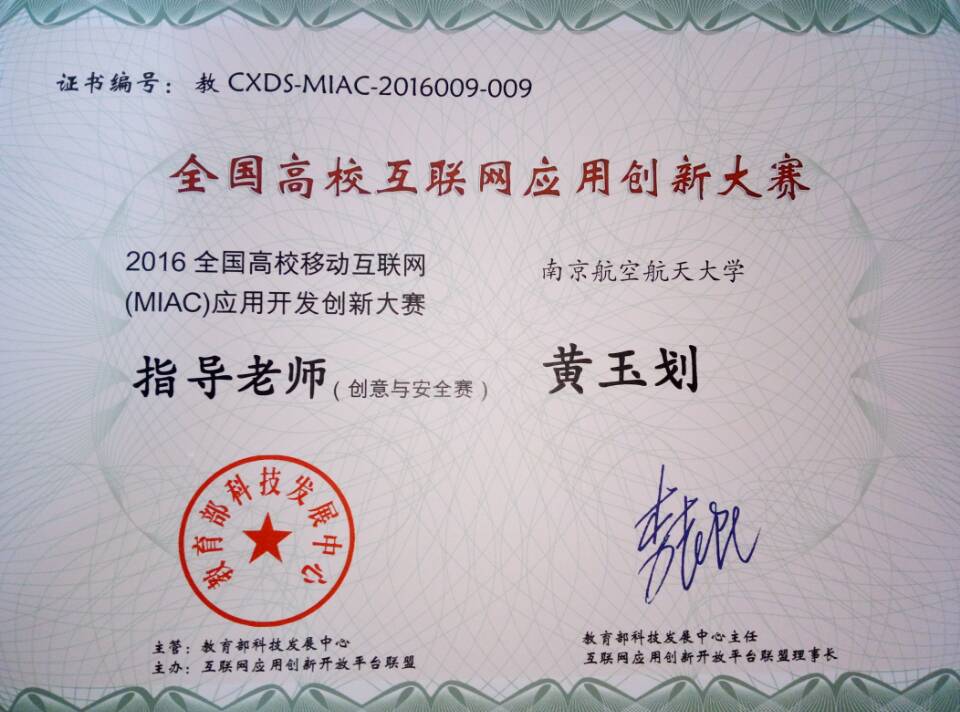 证书编号：教 CXDS-MIAC-2016009-009
全国高校互联网应用创新大赛
2016 全国高校移动互联网
(MIAC)应用开发创新大赛
南京航空航天大学
指导老师（创意与安全赛）
黄玉划
教育部科技发展中心
主管：教育部科技发展中心
主办：互联网应用创新开放平台联盟
教育部科技发展中心主任
互联网应用创新开放平台联盟理事长